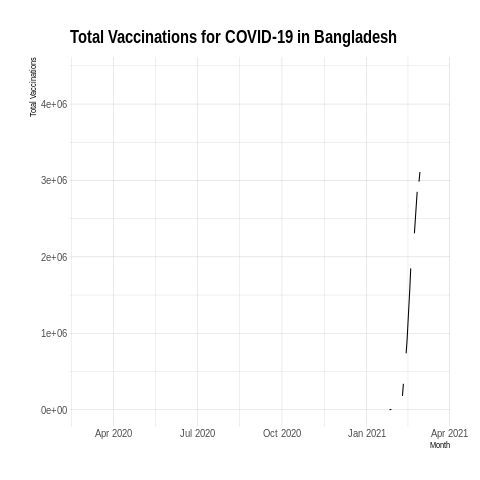 Total Vaccinations for COVID-19 in Bangladesh
Total Vaccinations
4e+06
3e+06
2e+06
1e+06
0e+00
Apr 2020
Jul 2020
Oct 2020
Jan 2021
Apr 2021
Month